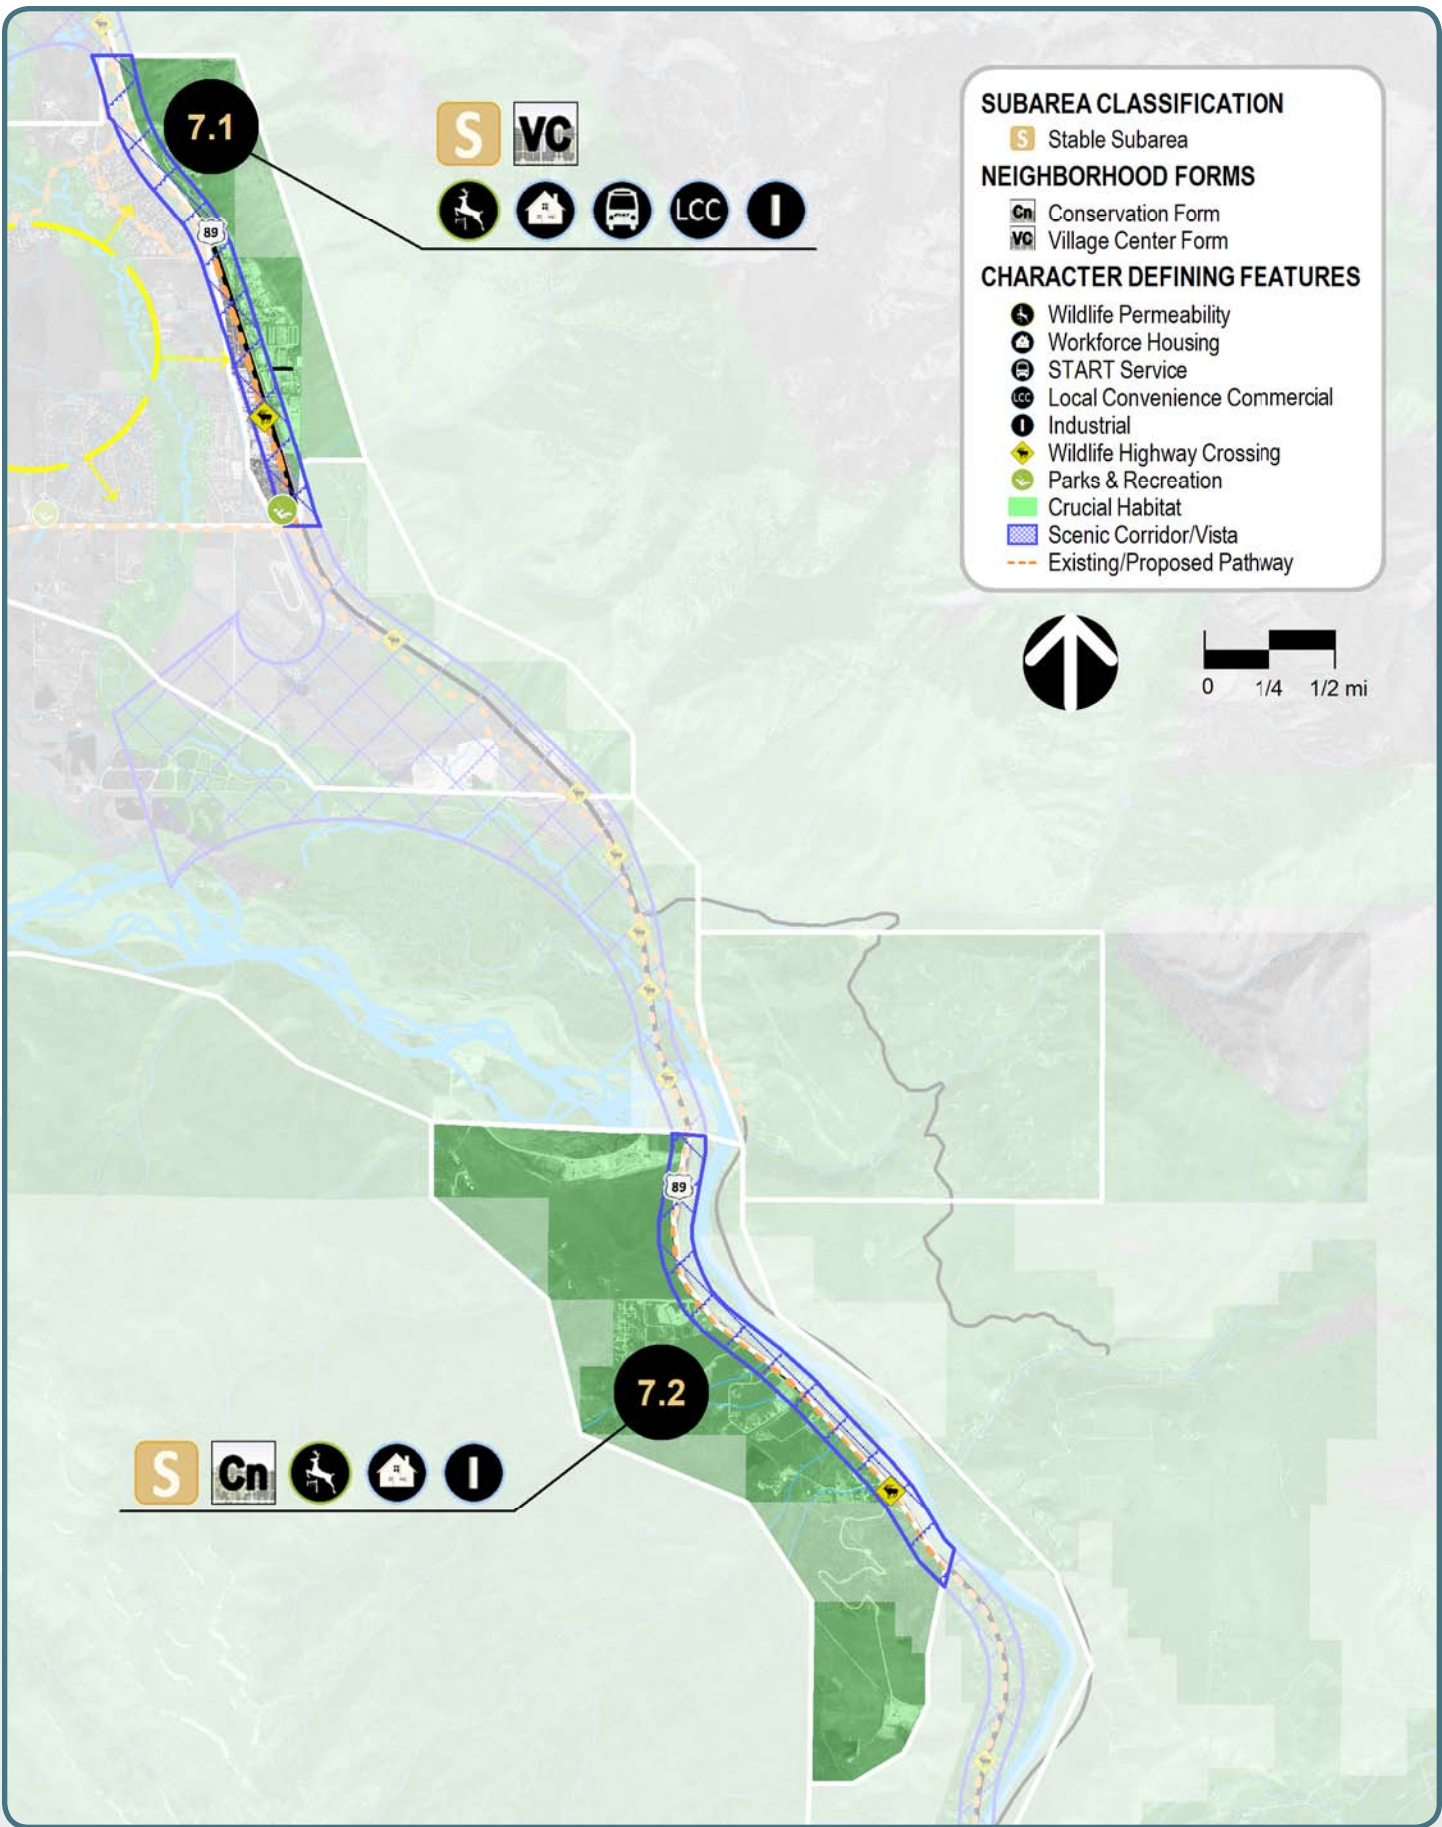 7.1
S VC
LCC I
89
SUBAREA CLASSIFICATION
S Stable Subarea
NEIGHBORHOOD FORMS
Cn Conservation Form
VC Village Center Form
CHARACTER DEFINING FEATURES
Wildlife Permeability
Workforce Housing
START Service
LCC Local Convenience Commercial
I Industrial
Wildlife Highway Crossing
Parks & Recreation
Crucial Habitat
Scenic Corridor/Vista
Existing/Proposed Pathway
0 1/4 1/2 mi
89
7.2
S Cn I